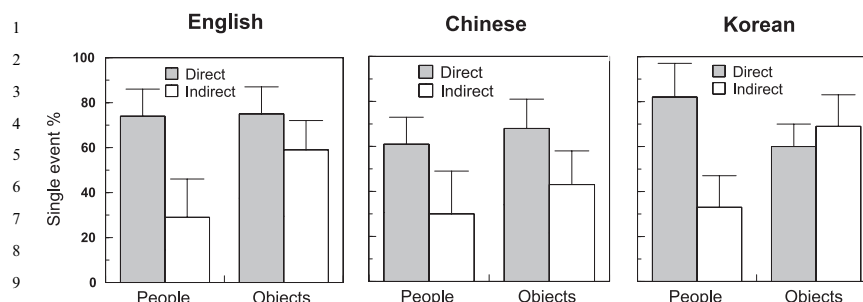 1
2
3
4
5
6
7
8
9
English
Chinese
Korean
100
80
60
40
20
0
Single event %
Direct
Indirect
Direct
Indirect
Direct
Indirect
People
Objects
People
Objects
People
Objects